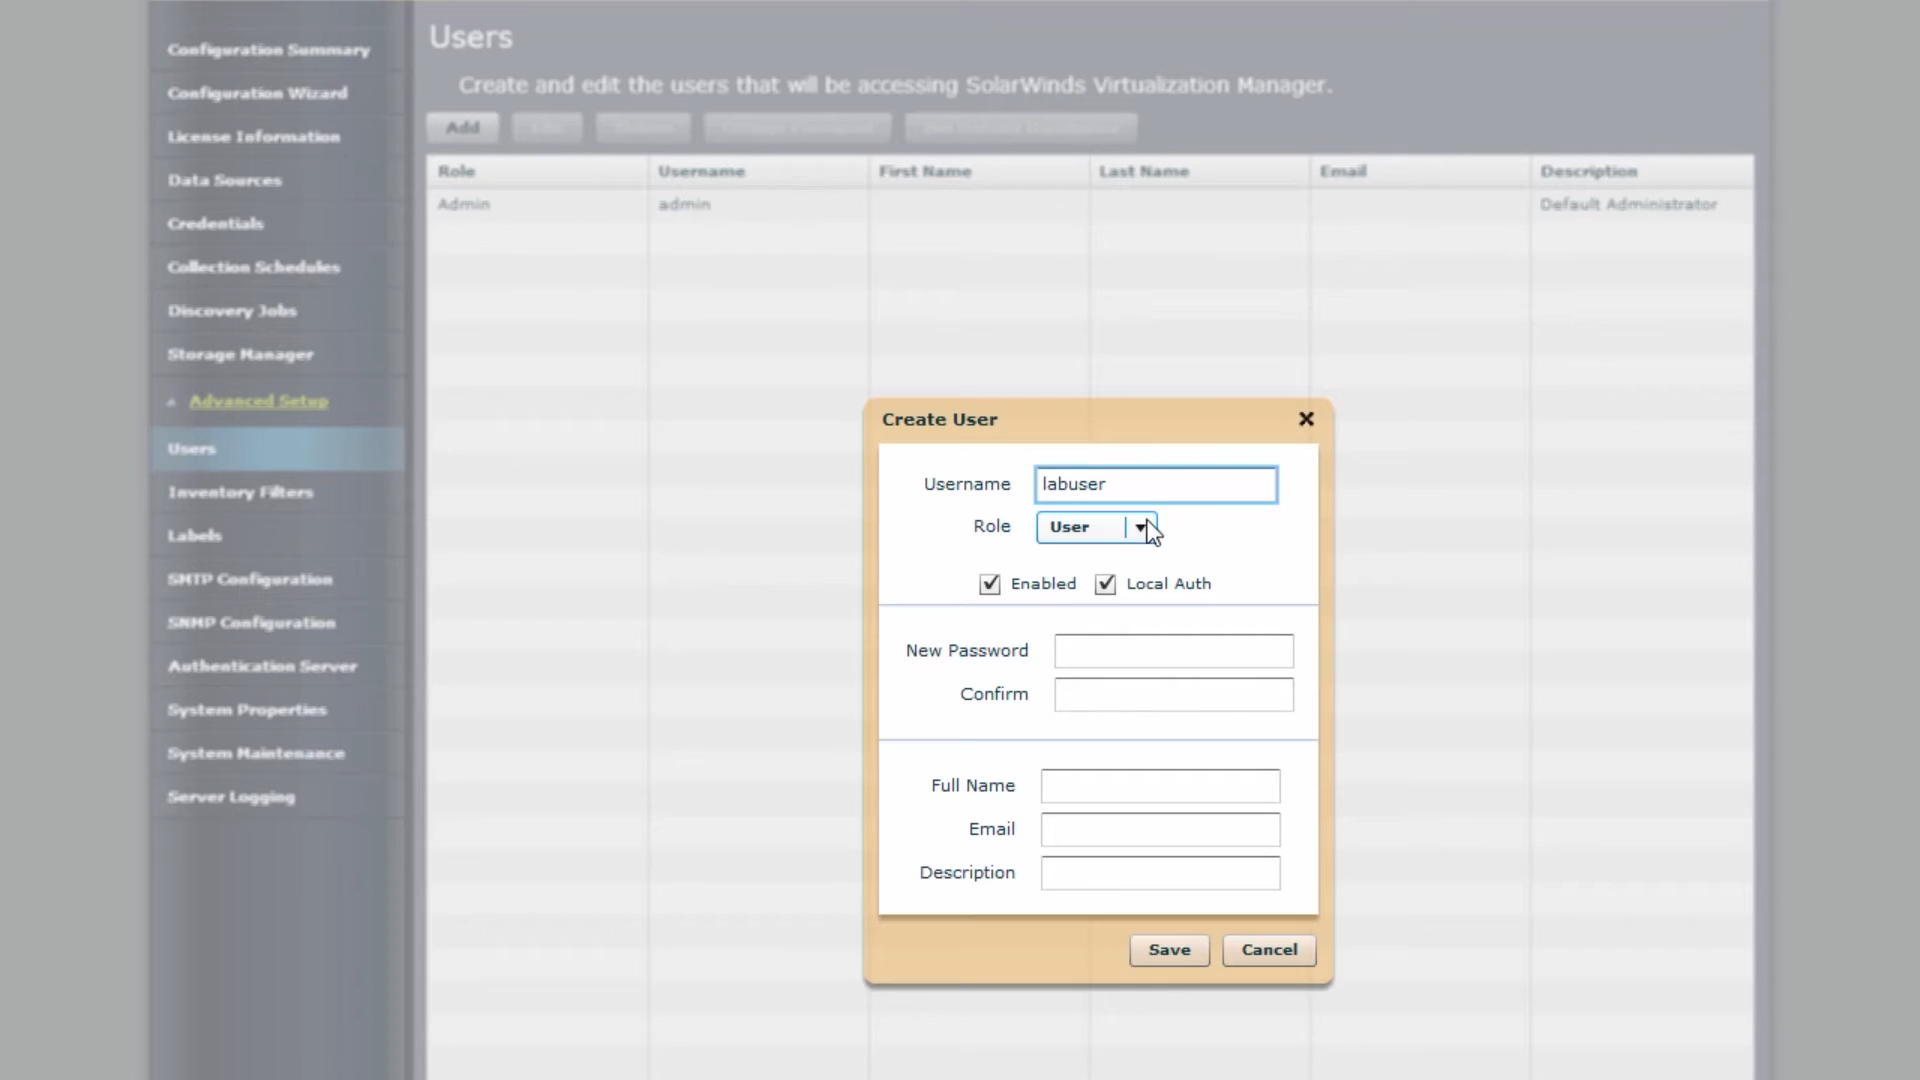 Configuration Summary
Configuration Wizard
License Information
Data Sources
Credentials
Collection Schedules
Discovery Jobs
Storage Manager
Advanced Setup
Users
Inventory Filters
Labels
SMTP Configuration
SNMP Configuration
Authentication Server
System Properties
System Maintenance
Server Logging
Users
Create and edit the users that will be accessing SolarWinds Virtualization Manager.
Add
Role Username First Name Last Name Email Description
Admin admin Default Administrator
Create User
Username labuser
Role User
Enabled Local Auth
New Password
Confirm
Full Name
Email
Description
Save Cancel